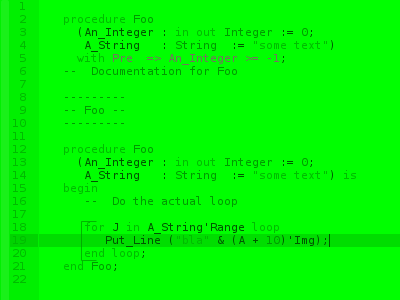 1
2 procedure Foo
3 (An_Integer : in out Integer := 0;
4 A_String : String := "some text")
5 with Pre => An_Integer >= -1;
6 -- Documentation for Foo
7
8 ---------
9 -- Foo --
10 ---------
11
12 procedure Foo
13 (An_Integer : in out Integer := 0;
14 A_String : String := "some text") is
15 begin
16 -- Do the actual loop
17
18 for J in A_String'Range loop
19 Put_Line ("bla" & (A + 10)'Img);
20 end loop;
21 end Foo;
22